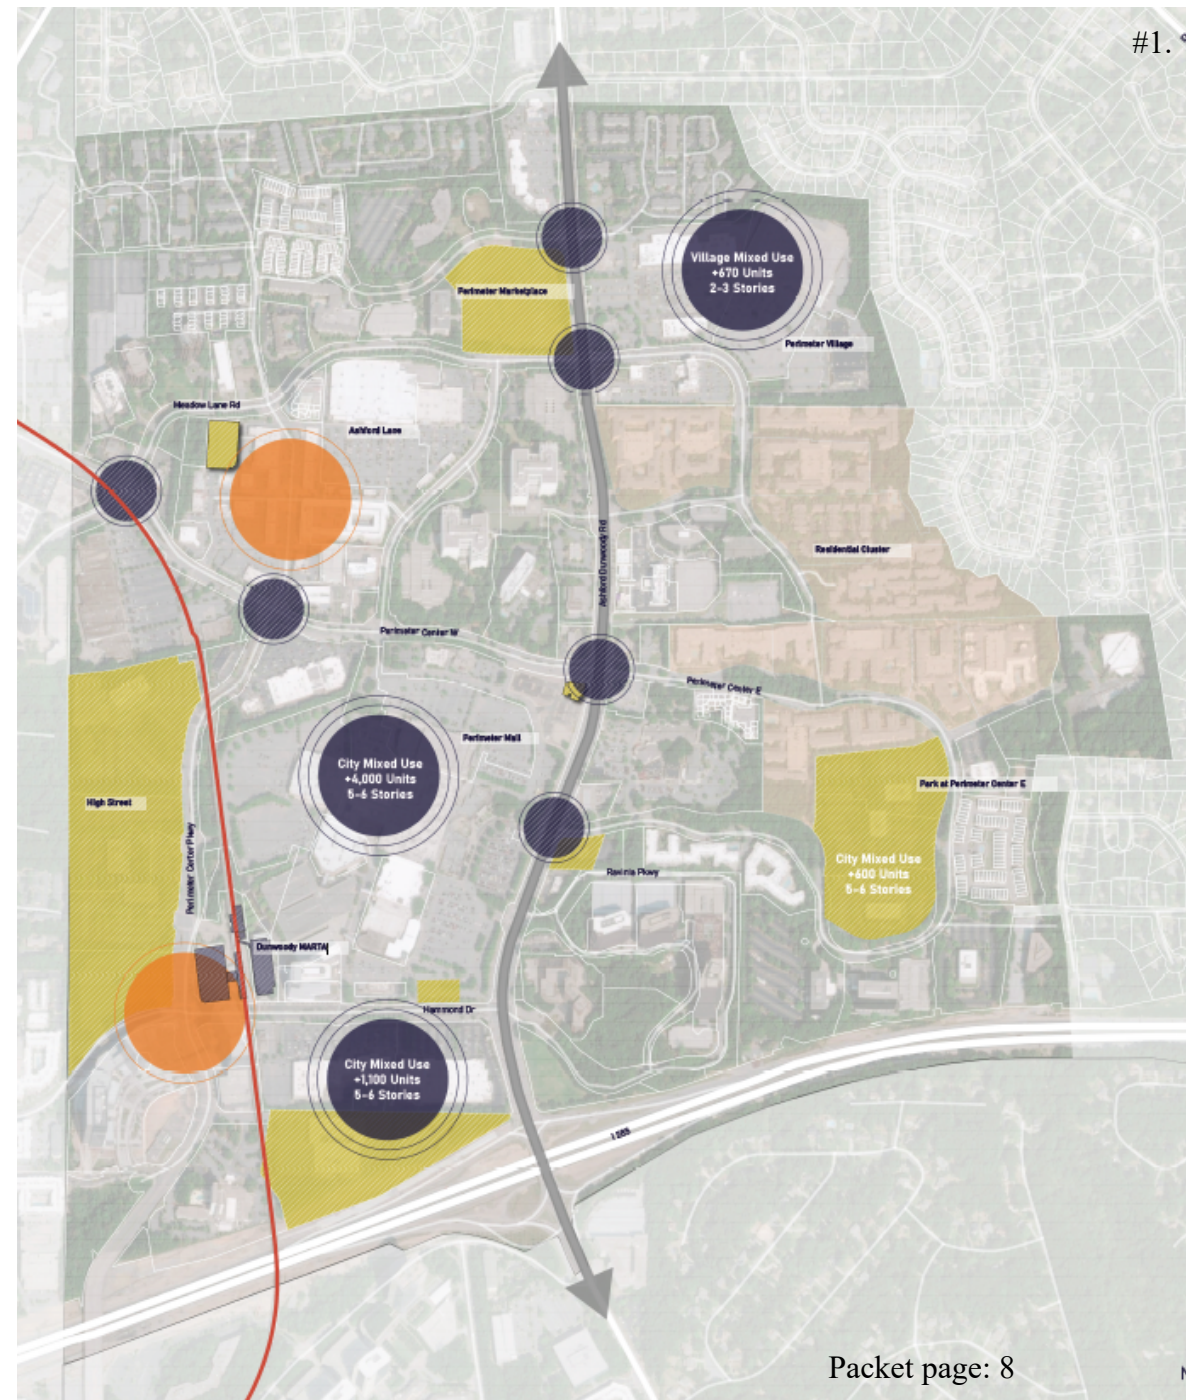 #1.
Village Mixed Use
+670 Units
2-3 Stories
Perimeter Marketplace
Perimeter Village
Meadow Lane Rd
Ashford Lane
Ashford Dunwoody Rd
Residential Cluster
Perimeter Center W
Perimeter Center E
Perimeter Mall
City Mixed Use
+4,000 Units
5-6 Stories
High Street
Park at Perimeter Center E
Perimeter Center Pkwy
City Mixed Use
+600 Units
5-6 Stories
Ravinia Pkwy
Dunwoody MARTA
Hammond Dr
City Mixed Use
+1,100 Units
5-6 Stories
I 285
Packet page: 8